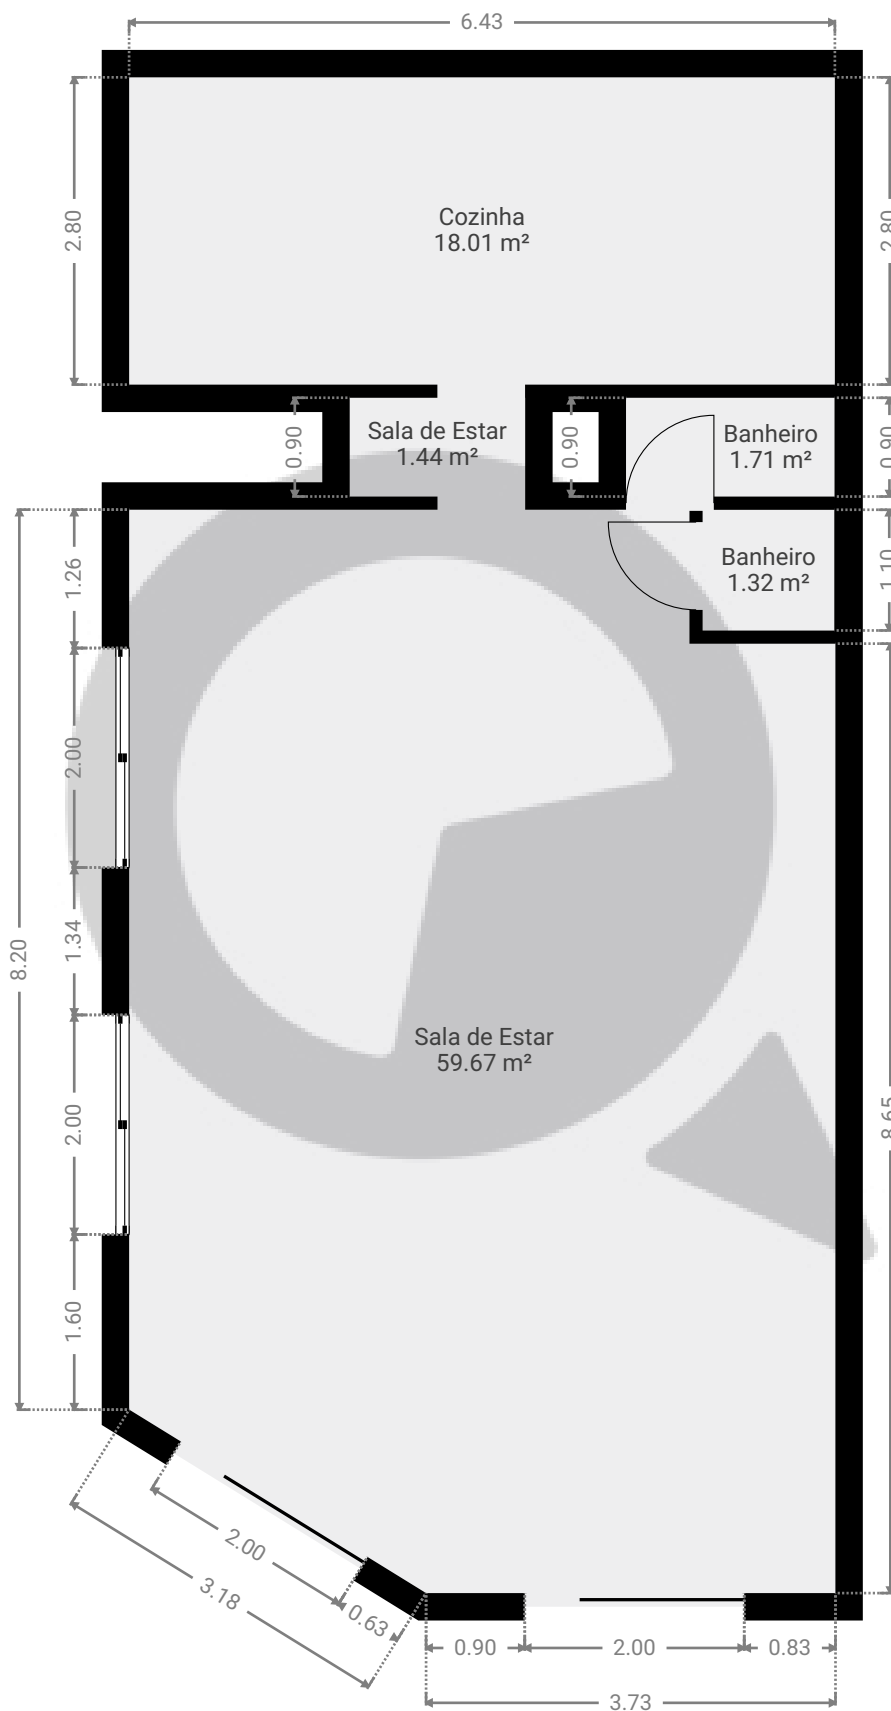 6.43
2.80
2.80
Cozinha
18.01 m²
0.90
Sala de Estar
1.44 m²
0.90
Banheiro
1.71 m²
0.90
1.26
Banheiro
1.32 m²
1.10
2.00
8.20
1.34
Sala de Estar
59.67 m²
2.00
8.65
1.60
2.00
3.18
0.63
0.90
2.00
0.83
3.73